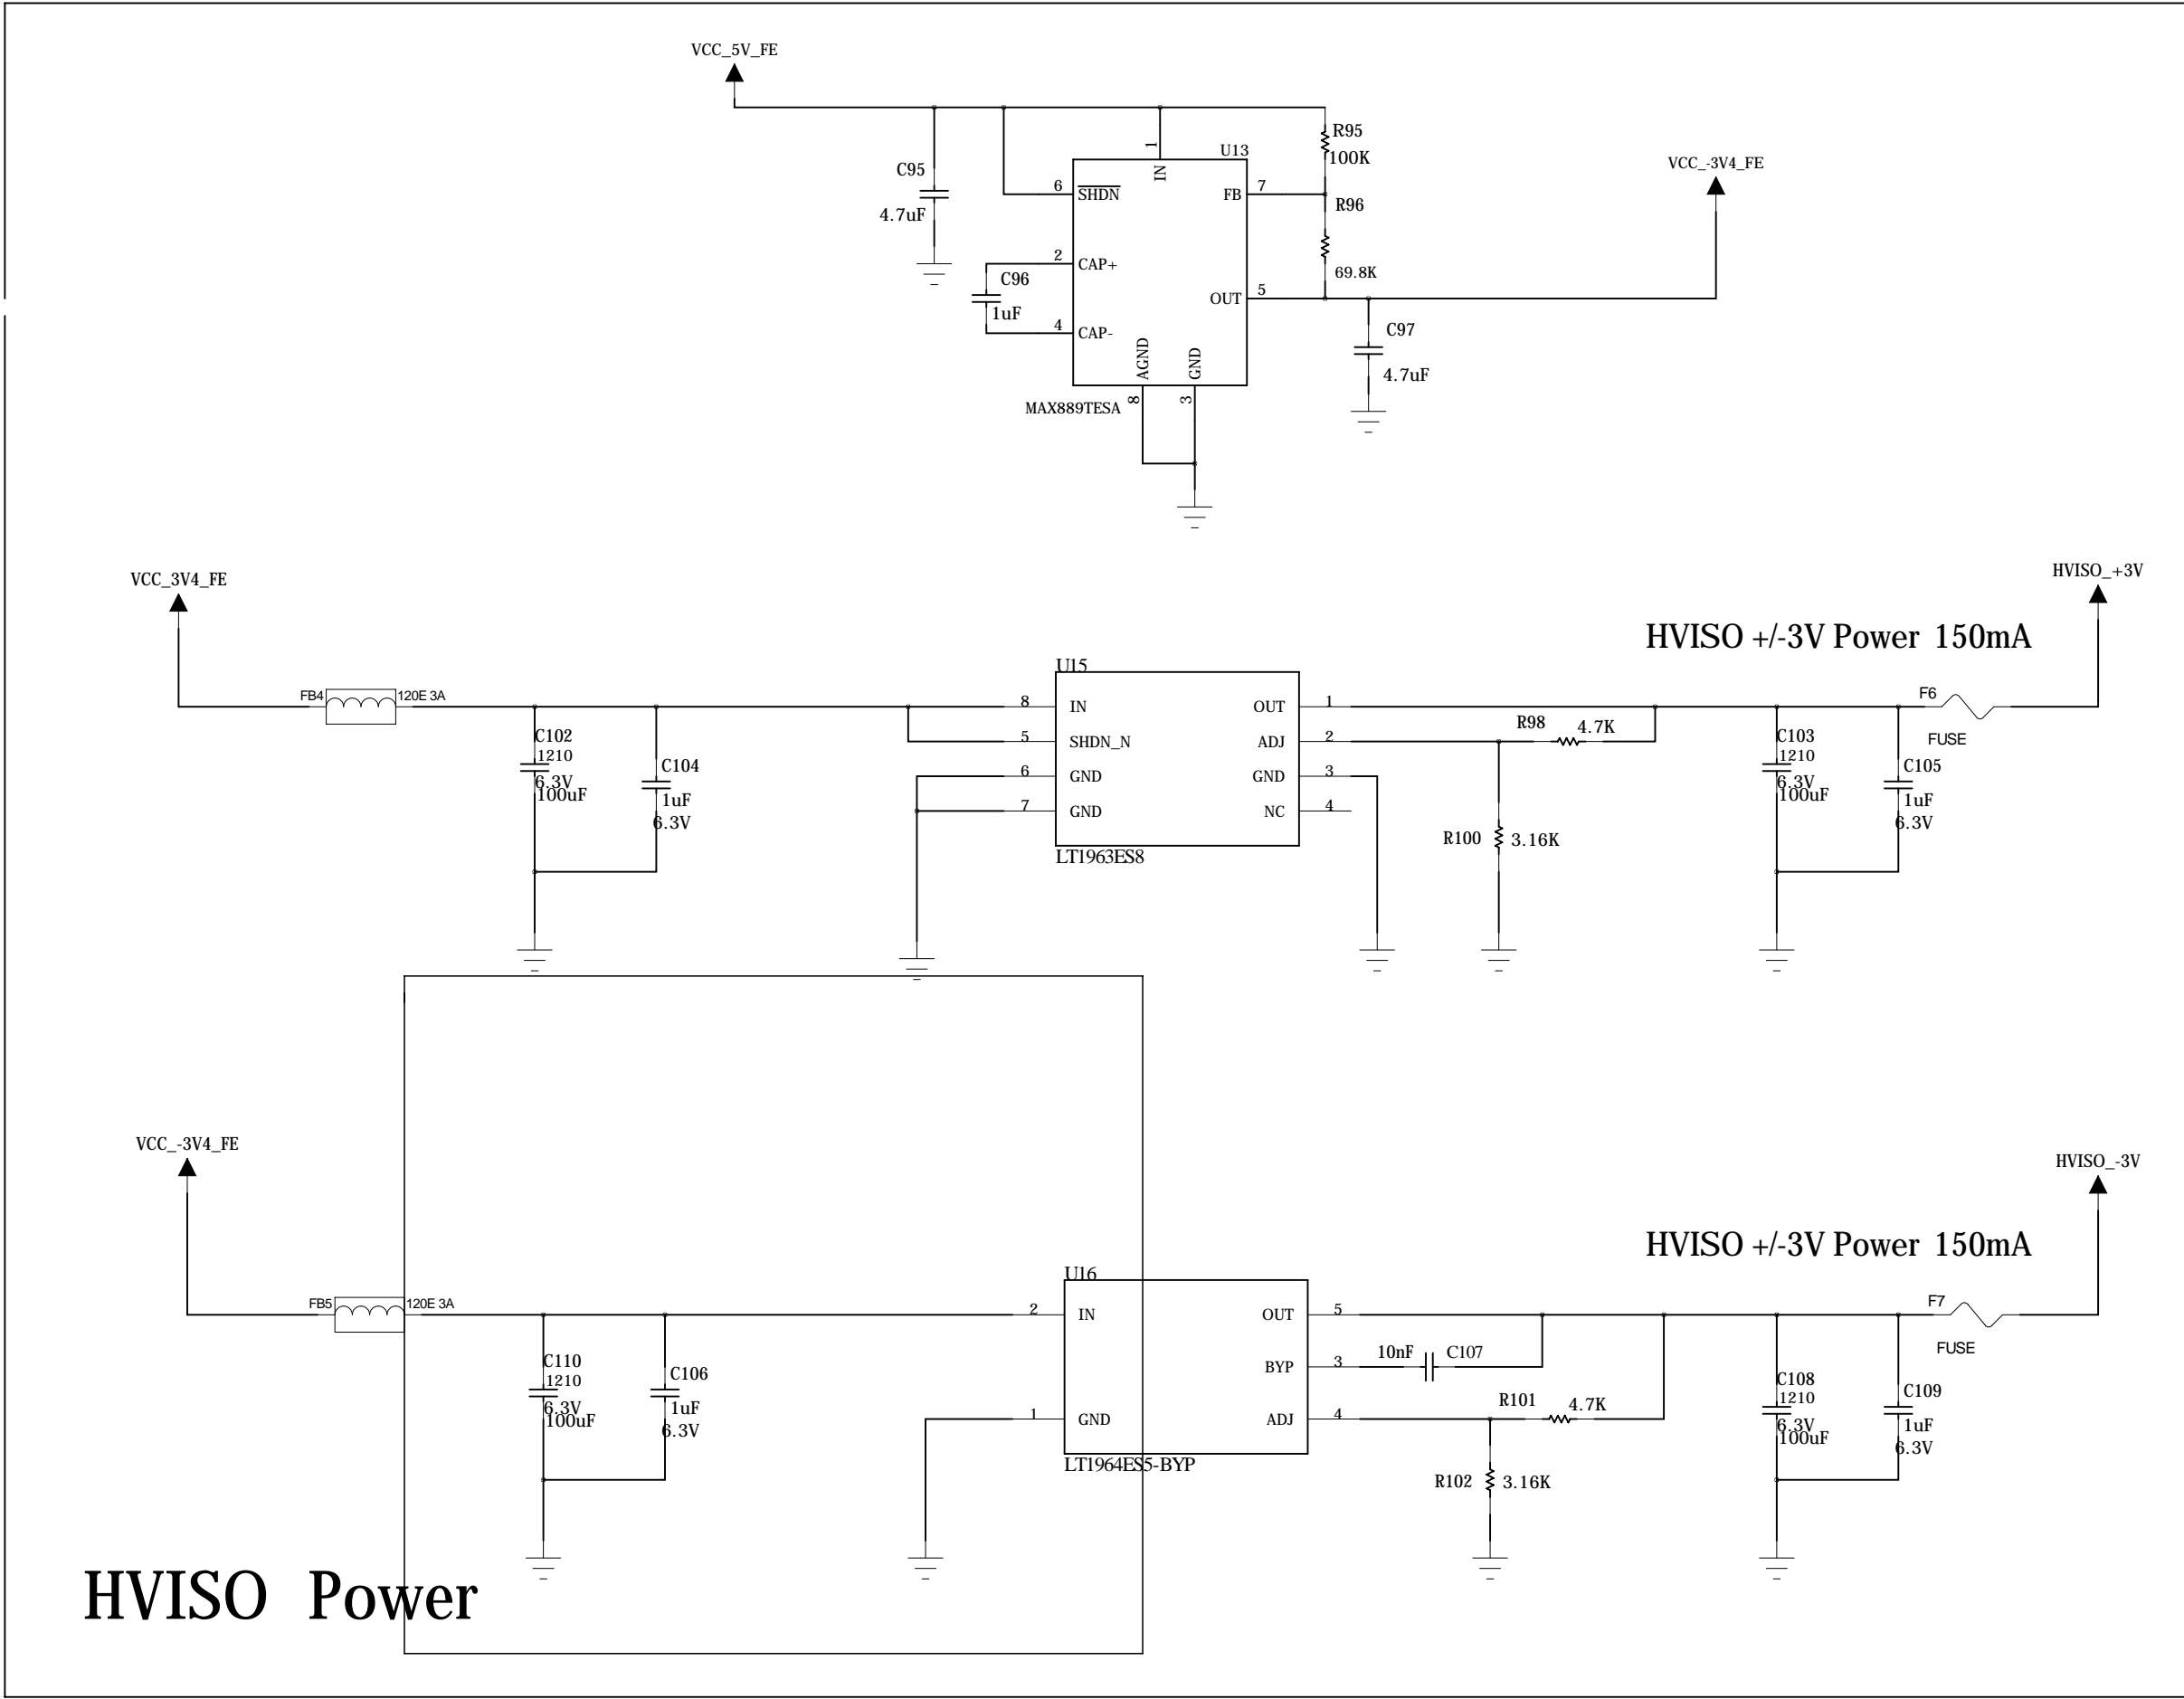 VCC_5V_FE
R95
100K
U13
1
IN
C95
4.7uF
6
SHDN
FB
7
R96
69.8K
VCC_-3V4_FE
2
CAP+
C96
1uF
4
CAP-
OUT
5
C97
4.7uF
AGND
GND
8
3
MAX889TESA
VCC_3V4_FE
HVISO_+3V
HVISO +/-3V Power 150mA
FB4
120E 3A
U15
8
IN
OUT
1
5
SHDN_N
ADJ
2
6
GND
GND
3
7
GND
NC
4
LT1963ES8
R98
4.7K
R100
3.16K
F6
FUSE
C102
1210
6.3V
100uF
C104
1uF
6.3V
C103
1210
6.3V
100uF
C105
1uF
6.3V
VCC_-3V4_FE
HVISO_-3V
HVISO +/-3V Power 150mA
FB5
120E 3A
U16
2
IN
OUT
5
BYP
3
10nF
C107
1
GND
ADJ
4
LT1964ES5-BYP
R101
4.7K
R102
3.16K
F7
FUSE
C110
1210
6.3V
100uF
C106
1uF
6.3V
C108
1210
6.3V
100uF
C109
1uF
6.3V
HVISO Power